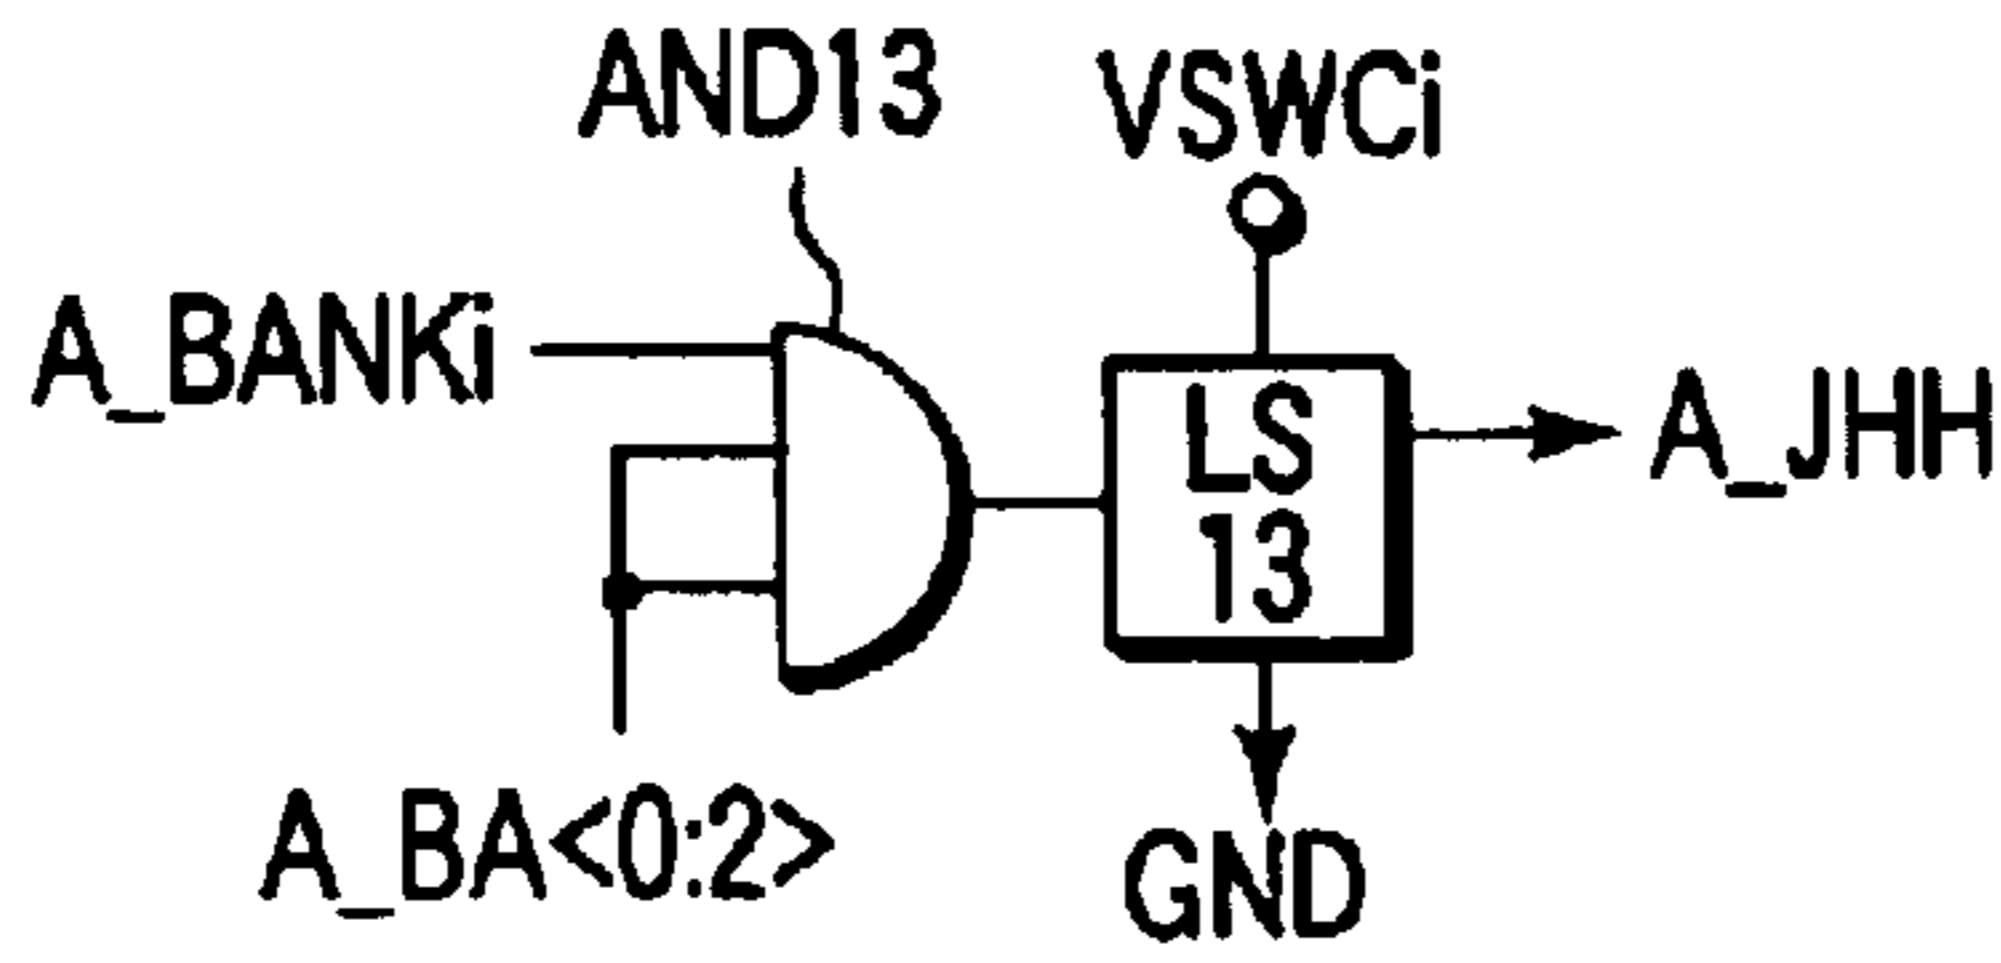 AND13
VSWCi
A_BANKi
LS
13
A_JHH
A_BA<0:2>
GND